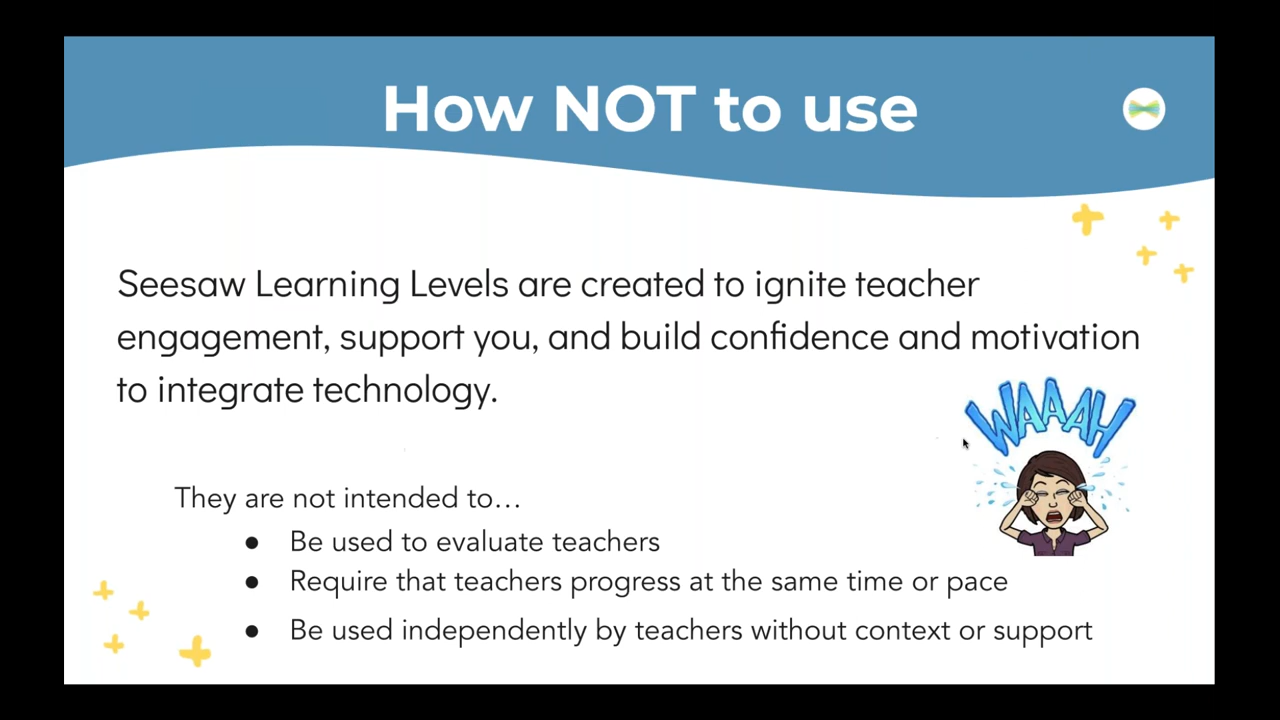 How NOT to use
Seesaw Learning Levels are created to ignite teacher
engagement, support you, and build confidence and motivation
to integrate technology.
WAAAH
They are not intended to…
● Be used to evaluate teachers
● Require that teachers progress at the same time or pace
● Be used independently by teachers without context or support